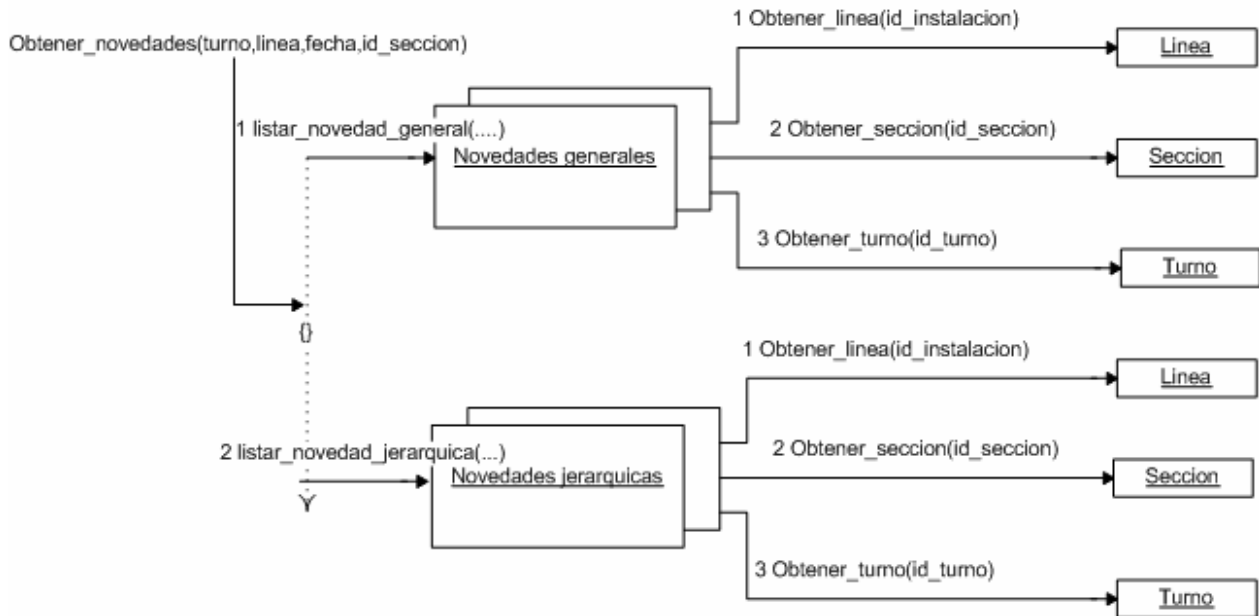 1 Obtener_linea(id_instalacion)
Linea
Obtener_novedades(turno,linea,fecha,id_seccion)
1 listar_novedad_general(....)
2 Obtener_seccion(id_seccion)
Novedades generales
Seccion
3 Obtener_turno(id_turno)
Turno
{}
1 Obtener_linea(id_instalacion)
Linea
2 listar_novedad_jerarquica(...)
2 Obtener_seccion(id_seccion)
Novedades jerarquicas
Seccion
3 Obtener_turno(id_turno)
Turno